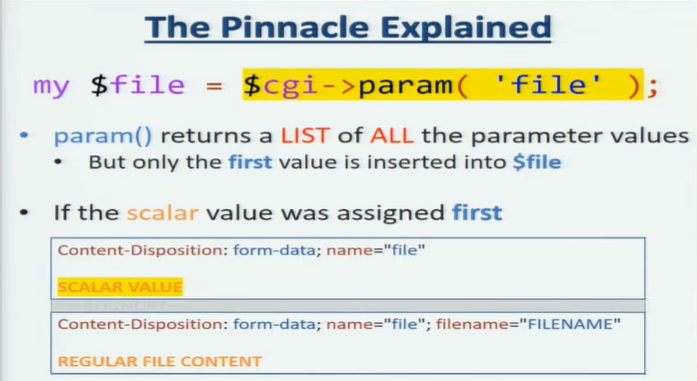 The Pinnacle Explained
my $file = $cgi->param( 'file' );
• param() returns a LIST of ALL the parameter values
• But only the first value is inserted into $file
• If the scalar value was assigned first
Content-Disposition: form-data; name="file"
SCALAR VALUE
Content-Disposition: form-data; name="file"; filename="FILENAME"
REGULAR FILE CONTENT